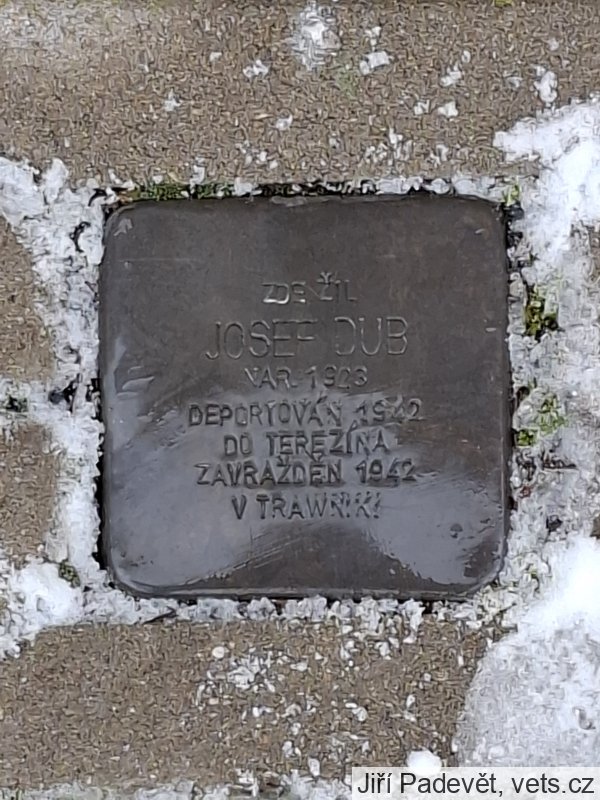 ZDE ŽIL
JOSEF DUB
NAR. 1923
DEPORTOVÁN 1942
DO TEREZÍNA
ZAVRAŽDĚN 1942
V TRAWNIKI
Jiří Padevět, vets.cz